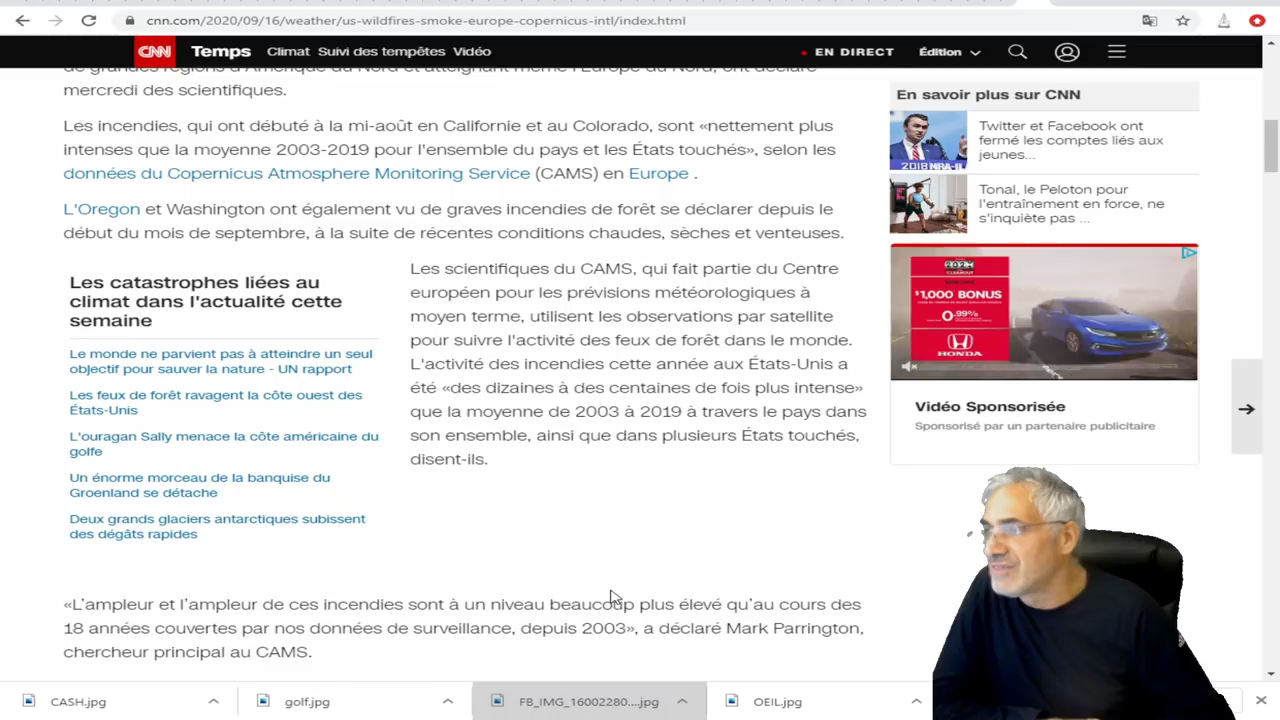 cnn.com/2020/09/16/weather/us-wildfires-smoke-europe-copernicus-intl/index.html
CNN Temps Climat Suivi des tempêtes Vidéo EN DIRECT Édition
de grandes régions d'Amérique du Nord et atteignant même l'Europe du Nord, ont déclaré
mercredi des scientifiques.
Les incendies, qui ont débuté à la mi-août en Californie et au Colorado, sont «nettement plus
intenses que la moyenne 2003-2019 pour l'ensemble du pays et les États touchés», selon les
données du Copernicus Atmosphere Monitoring Service (CAMS) en Europe .
L'Oregon et Washington ont également vu de graves incendies de forêt se déclarer depuis le
début du mois de septembre, à la suite de récentes conditions chaudes, sèches et venteuses.
Les catastrophes liées au
climat dans l'actualité cette
semaine
Le monde ne parvient pas à atteindre un seul
objectif pour sauver la nature - UN rapport
Les feux de forêt ravagent la côte ouest des
États-Unis
L'ouragan Sally menace la côte américaine du
golfe
Un énorme morceau de la banquise du
Groenland se détache
Deux grands glaciers antarctiques subissent
des dégâts rapides
Les scientifiques du CAMS, qui fait partie du Centre
européen pour les prévisions météorologiques à
moyen terme, utilisent les observations par satellite
pour suivre l'activité des feux de forêt dans le monde.
L'activité des incendies cette année aux États-Unis a
été «des dizaines à des centaines de fois plus intense»
que la moyenne de 2003 à 2019 à travers le pays dans
son ensemble, ainsi que dans plusieurs États touchés,
disent-ils.
«L'ampleur et l'ampleur de ces incendies sont à un niveau beaucoup plus élevé qu'au cours des
18 années couvertes par nos données de surveillance, depuis 2003», a déclaré Mark Parrington,
chercheur principal au CAMS.
En savoir plus sur CNN
Twitter et Facebook ont
fermé les comptes liés aux
jeunes...
Tonal, le Peloton pour
l'entraînement en force, ne
s'inquiète pas ...
$1,000 BONUS
0.99%
HONDA
Vidéo Sponsorisée
Sponsorisé par un partenaire publicitaire
CASH.jpg
golf.jpg
FB_IMG_16002280....jpg
OEIL.jpg